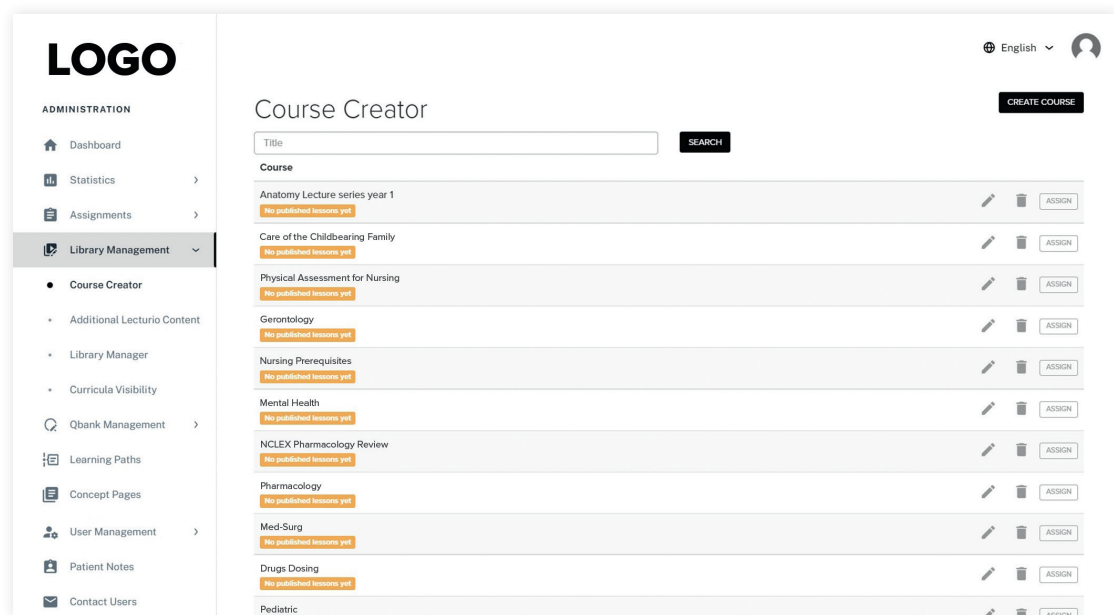 LOGO
English
ADMINISTRATION
Dashboard
Statistics
Assignments
Library Management
Course Creator
Additional Lecturio Content
Library Manager
Curricula Visibility
Qbank Management
Learning Paths
Concept Pages
User Management
Patient Notes
Contact Users
Course Creator
CREATE COURSE
Title
SEARCH
Course
Anatomy Lecture series year 1
No published lessons yet
ASSIGN
Care of the Childbearing Family
No published lessons yet
ASSIGN
Physical Assessment for Nursing
No published lessons yet
ASSIGN
Gerontology
No published lessons yet
ASSIGN
Nursing Prerequisites
No published lessons yet
ASSIGN
Mental Health
No published lessons yet
ASSIGN
NCLEX Pharmacology Review
No published lessons yet
ASSIGN
Pharmacology
No published lessons yet
ASSIGN
Med-Surg
No published lessons yet
ASSIGN
Drugs Dosing
No published lessons yet
ASSIGN
Pediatric
ASSIGN